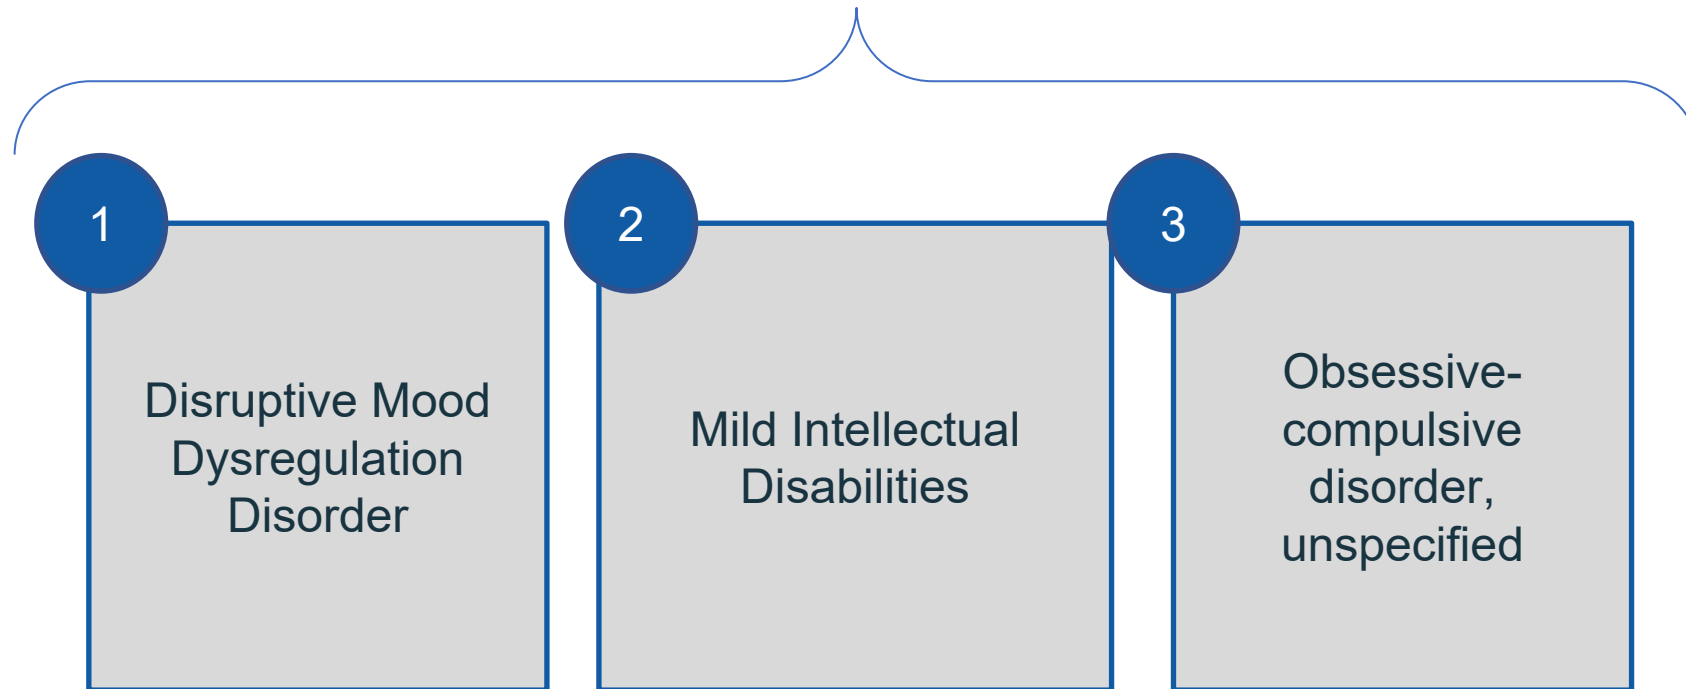 1
Disruptive Mood
Dysregulation
Disorder
2
Mild Intellectual
Disabilities
3
Obsessive-
compulsive
disorder,
unspecified